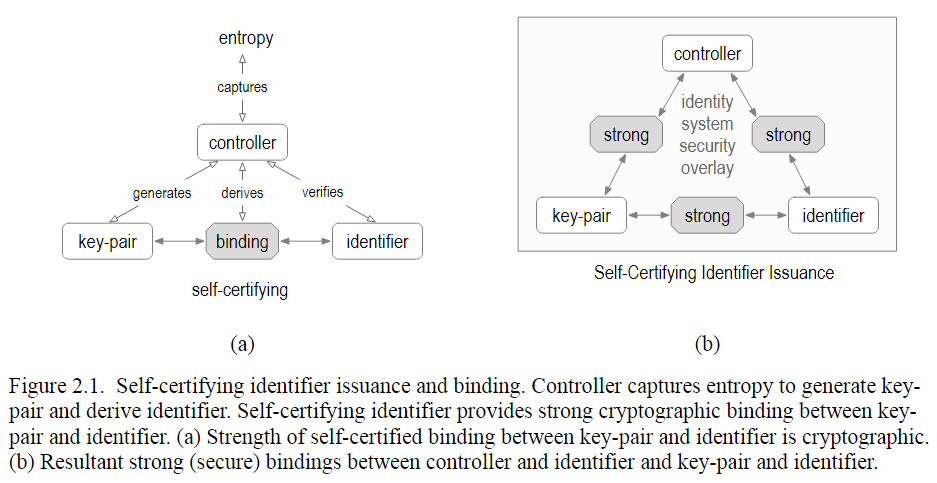 entropy
captures
controller
generates
derives
verifies
key-pair
binding
identifier
self-certifying
(a)
controller
identity
system
security
overlay
strong
strong
key-pair
strong
identifier
Self-Certifying Identifier Issuance
(b)
Figure 2.1.  Self-certifying identifier issuance and binding. Controller captures entropy to generate key-
pair and derive identifier. Self-certifying identifier provides strong cryptographic binding between key-
pair and identifier. (a) Strength of self-certified binding between key-pair and identifier is cryptographic.
(b) Resultant strong (secure) bindings between controller and identifier and key-pair and identifier.